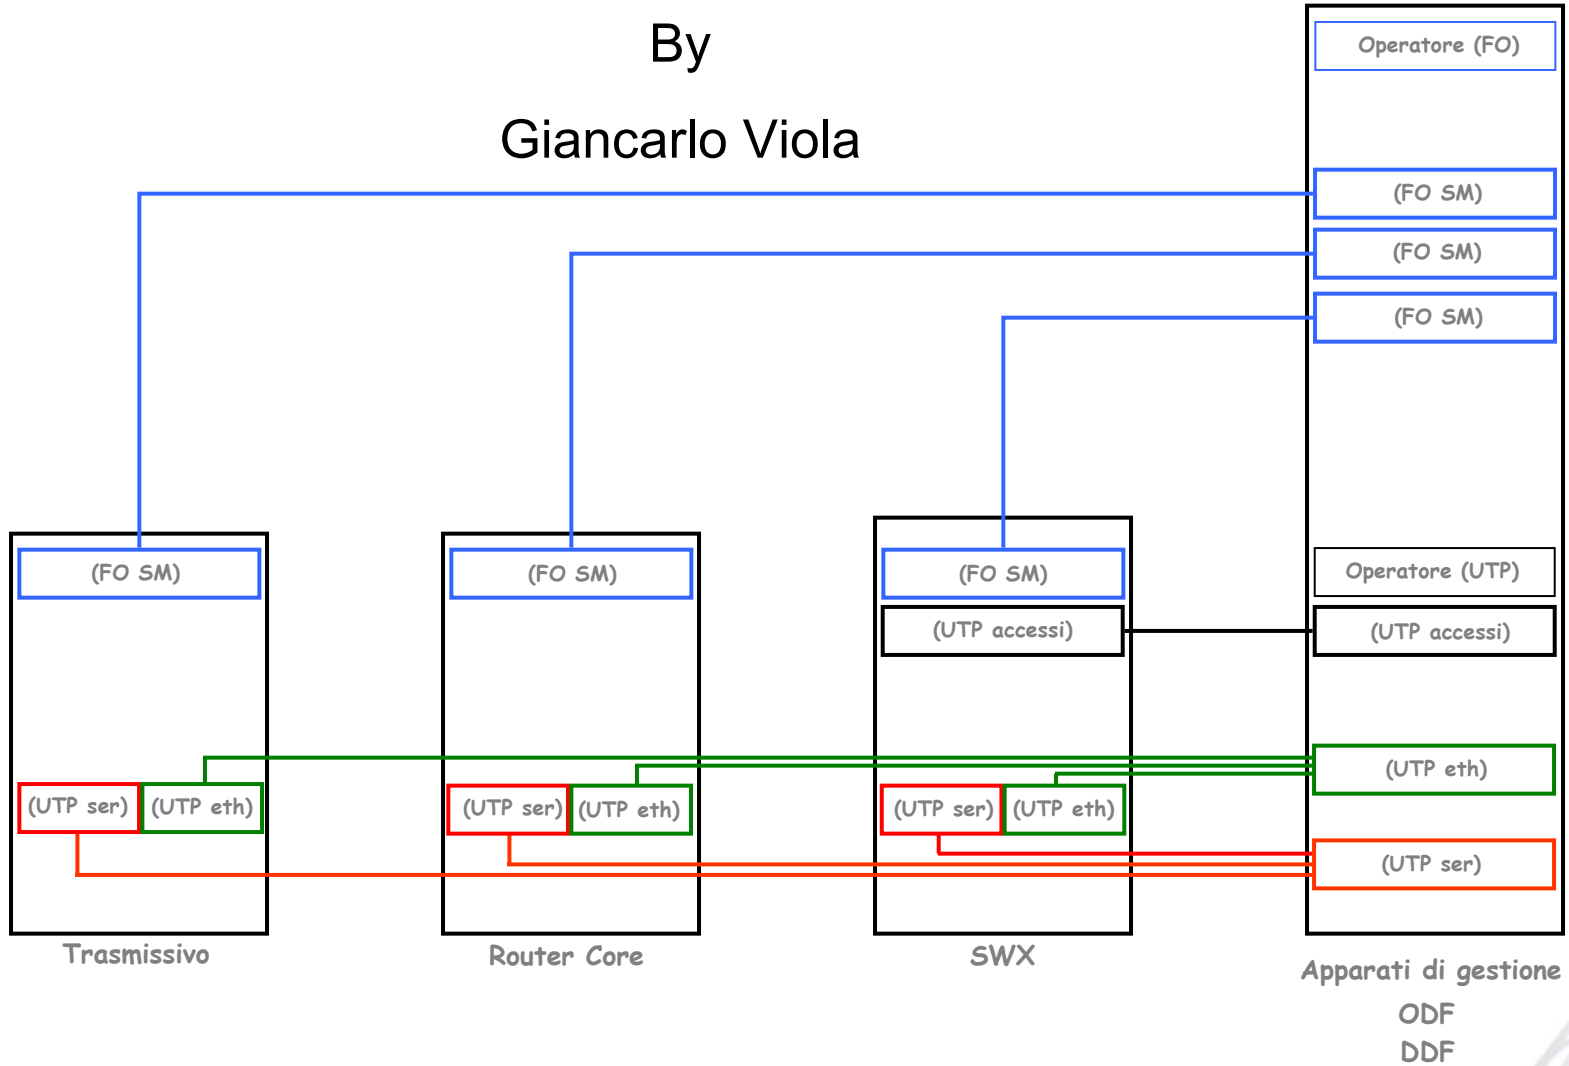 By
Giancarlo Viola
Operatore (FO)
(FO SM)
(FO SM)
(FO SM)
(FO SM)
(FO SM)
(FO SM)
Operatore (UTP)
(UTP accessi)
(UTP accessi)
(UTP eth)
(UTP ser) (UTP eth)
(UTP ser) (UTP eth)
(UTP ser) (UTP eth)
(UTP ser)
Trasmissivo
Router Core
SWX
Apparati di gestione
ODF
DDF